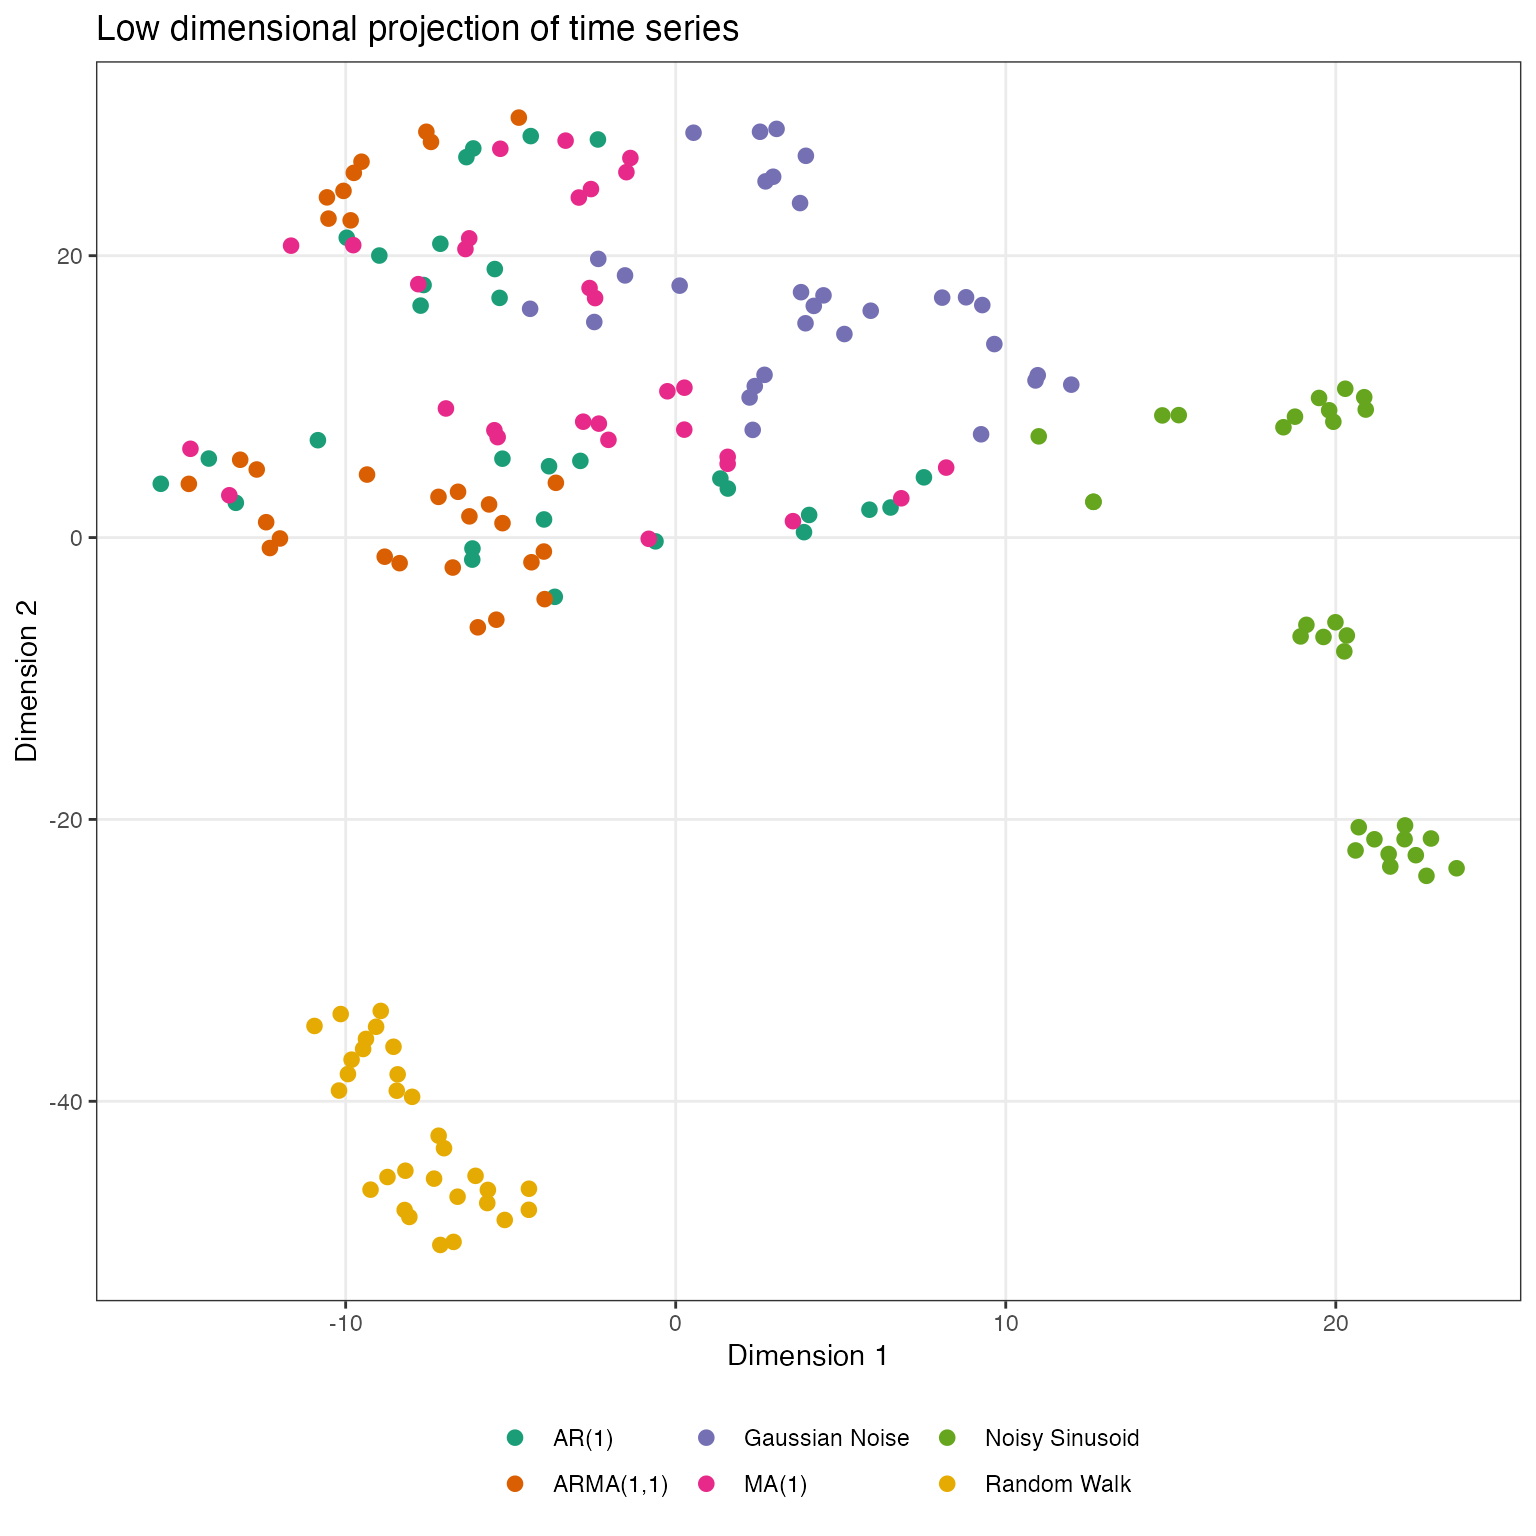 Low dimensional projection of time series
Dimension 2
20
0
-20
-40
-10
0
10
20
Dimension 1
AR(1)
Gaussian Noise
Noisy Sinusoid
ARMA(1,1)
MA(1)
Random Walk